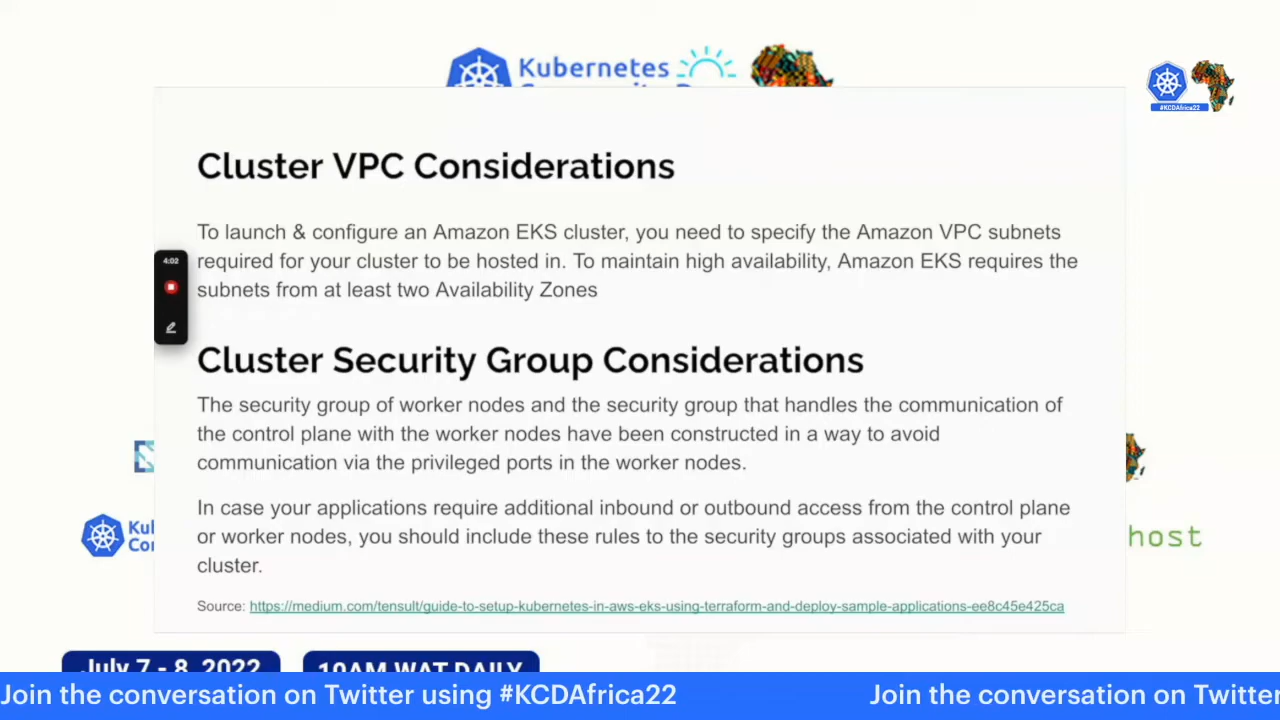 Kubernetes
#KCDAfrica22
Cluster VPC Considerations
To launch & configure an Amazon EKS cluster, you need to specify the Amazon VPC subnets
required for your cluster to be hosted in. To maintain high availability, Amazon EKS requires the
subnets from at least two Availability Zones
4:02
Cluster Security Group Considerations
The security group of worker nodes and the security group that handles the communication of
the control plane with the worker nodes have been constructed in a way to avoid
communication via the privileged ports in the worker nodes.
In case your applications require additional inbound or outbound access from the control plane
or worker nodes, you should include these rules to the security groups associated with your
cluster.
Source: https://medium.com/tensult/guide-to-setup-kubernetes-in-aws-eks-using-terraform-and-deploy-sample-applications-ee8c45e425ca
host
July 7 - 8, 2022
10AM WAT DAILY
Join the conversation on Twitter using #KCDAfrica22
Join the conversation on Twitter